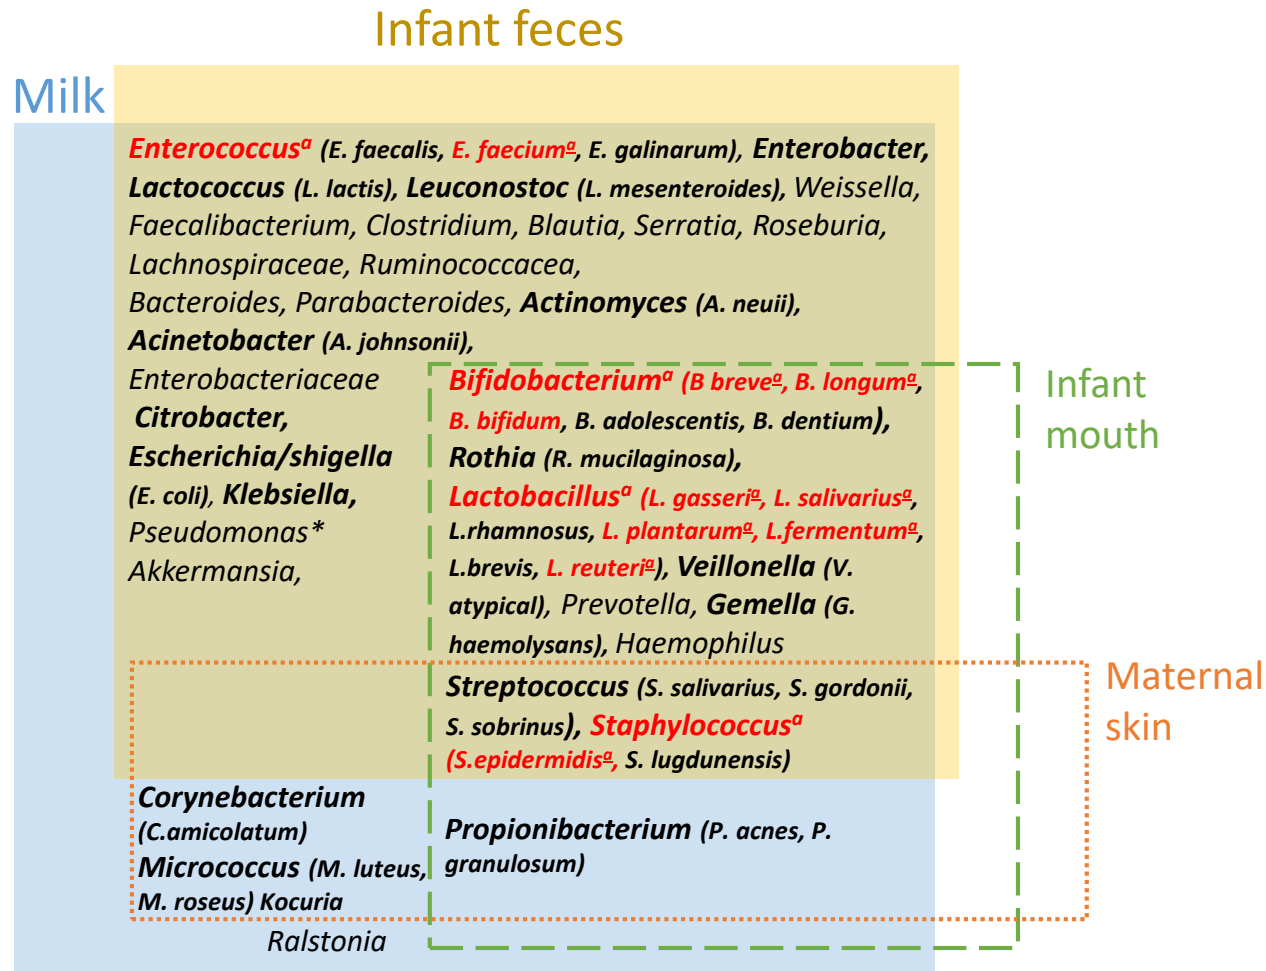 Infant feces
Milk
Enterococcusᵃ (E. faecalis, E. faeciumᵃ, E. galinarum), Enterobacter,
Lactococcus (L. lactis), Leuconostoc (L. mesenteroides), Weissella,
Faecalibacterium, Clostridium, Blautia, Serratia, Roseburia,
Lachnospiraceae, Ruminococcacea,
Bacteroides, Parabacteroides, Actinomyces (A. neuii),
Acinetobacter (A. johnsonii),
Enterobacteriaceae
Citrobacter,
Escherichia/shigella
(E. coli), Klebsiella,
Pseudomonas*
Akkermansia,
Bifidobacteriumᵃ (B breveᵃ, B. longumᵃ,
B. bifidum, B. adolescentis, B. dentium),
Rothia (R. mucilaginosa),
Lactobacillusᵃ (L. gasseriᵃ, L. salivariusᵃ,
L.rhamnosus, L. plantarumᵃ, L.fermentumᵃ,
L.brevis, L. reuteriᵃ), Veillonella (V.
atypical), Prevotella, Gemella (G.
haemolysans), Haemophilus
Infant
mouth
Streptococcus (S. salivarius, S. gordonii,
S. sobrinus), Staphylococcusᵃ
(S.epidermidisᵃ, S. lugdunensis)
Maternal
skin
Corynebacterium
(C.amicolatum)
Micrococcus (M. luteus,
M. roseus) Kocuria
Propionibacterium (P. acnes, P.
granulosum)
Ralstonia